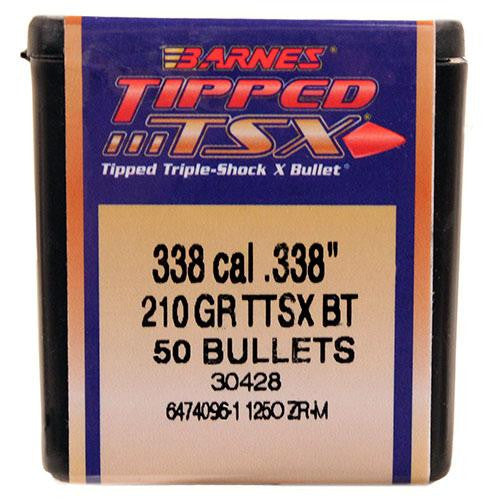 BARNES
TIPPED
TSX
Tipped Triple-Shock X Bullet®
338 cal .338"
210 GR TTSX BT
50 BULLETS
30428
6474096-1 1250 ZR-M